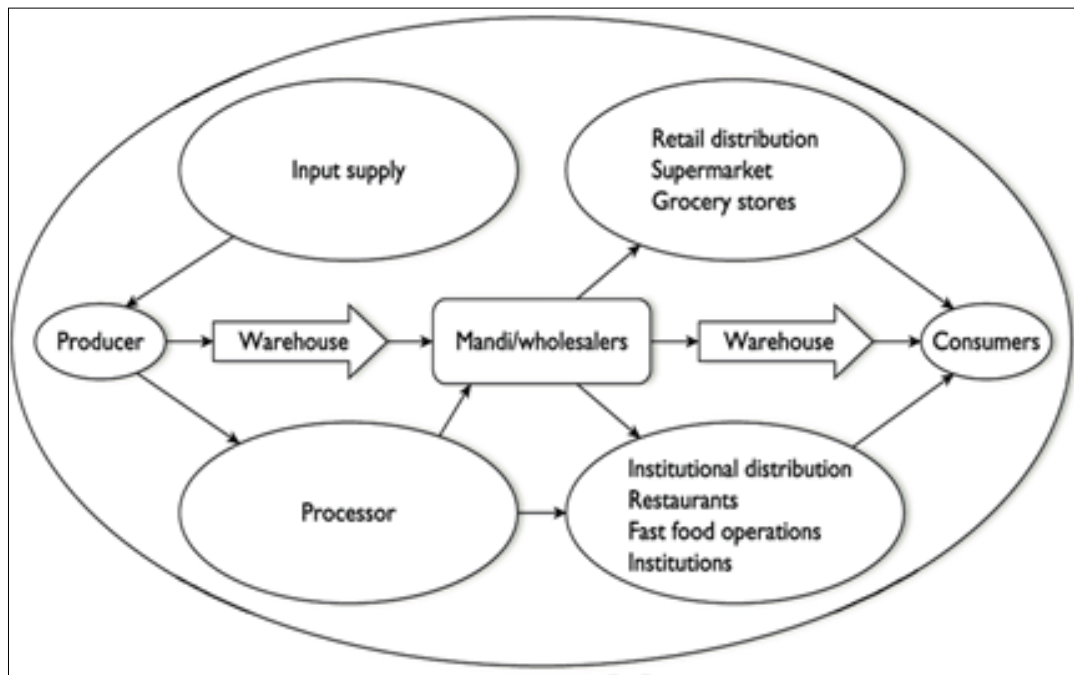 Input supply
Retail distribution
Supermarket
Grocery stores
Producer
Warehouse
Mandi/wholesalers
Warehouse
Consumers
Processor
Institutional distribution
Restaurants
Fast food operations
Institutions